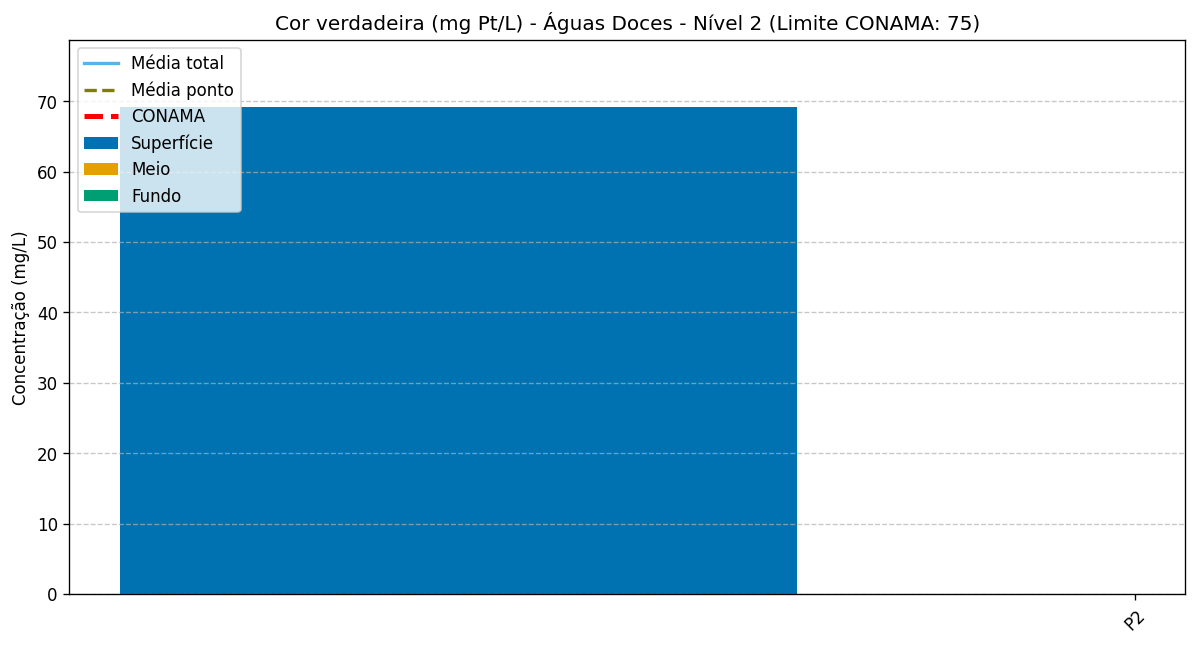 Cor verdadeira (mg Pt/L) - Águas Doces - Nível 2 (Limite CONAMA: 75)
Média total
Média ponto
CONAMA
Superfície
Meio
Fundo
Concentração (mg/L)
70
60
50
40
30
20
10
0
P2